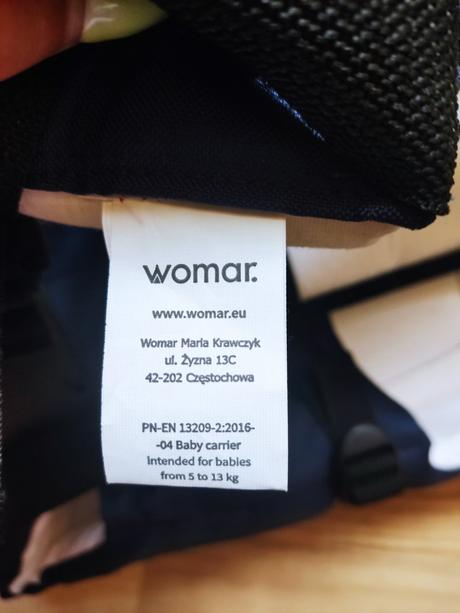 womar.
www.womar.eu
Womar Maria Krawczyk
ul. Żyzna 13C
42-202 Częstochowa
PN-EN 13209-2:2016-
-04 Baby carrier
Intended for babies
from 5 to 13 kg